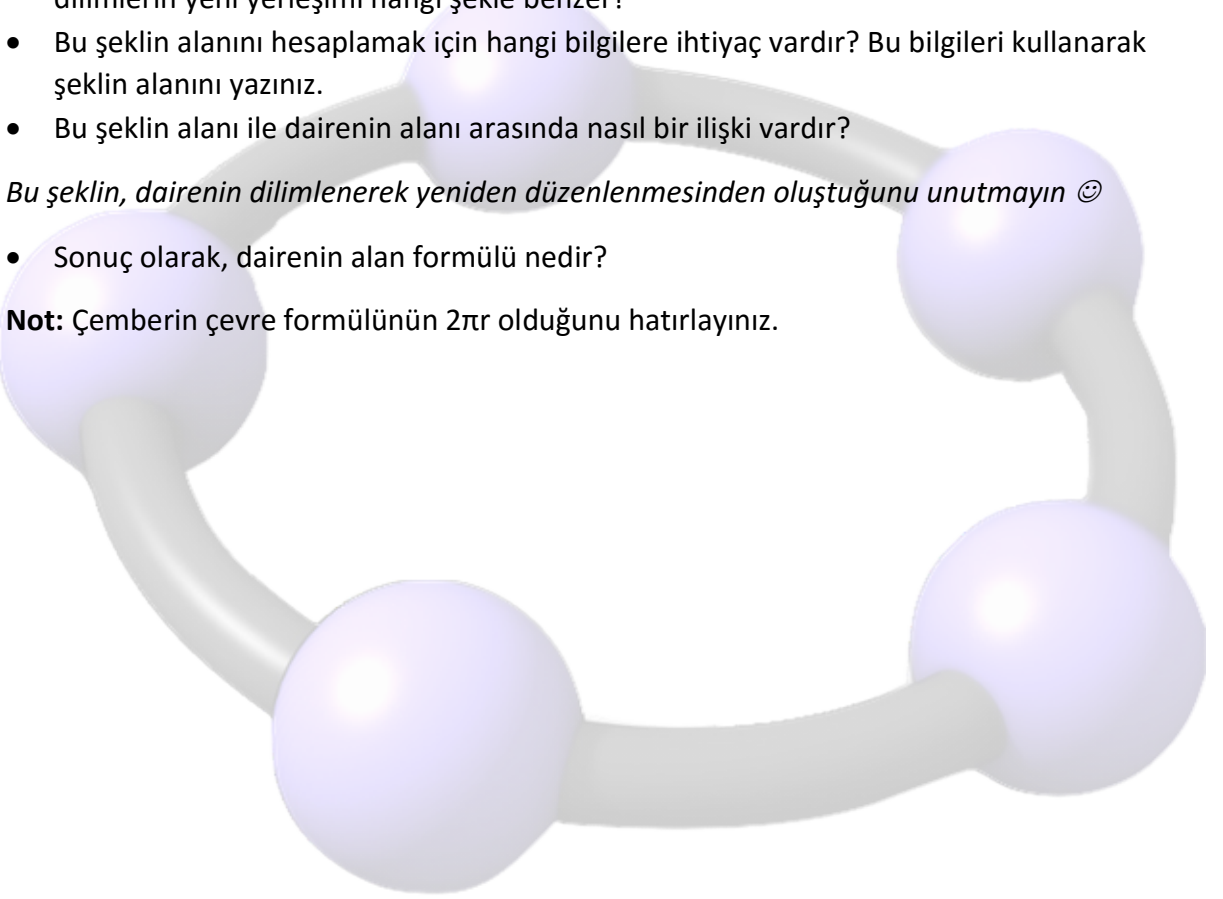 dilimlerin yeni yerleşimi hangi şekle benzer?
• Bu şeklin alanını hesaplamak için hangi bilgilere ihtiyaç vardır? Bu bilgileri kullanarak
şeklin alanını yazınız.
• Bu şeklin alanı ile dairenin alanı arasında nasıl bir ilişki vardır?
Bu şeklin, dairenin dilimlenerek yeniden düzenlenmesinden oluştuğunu unutmayın ☺
• Sonuç olarak, dairenin alan formülü nedir?
Not: Çemberin çevre formülünün 2πr olduğunu hatırlayınız.